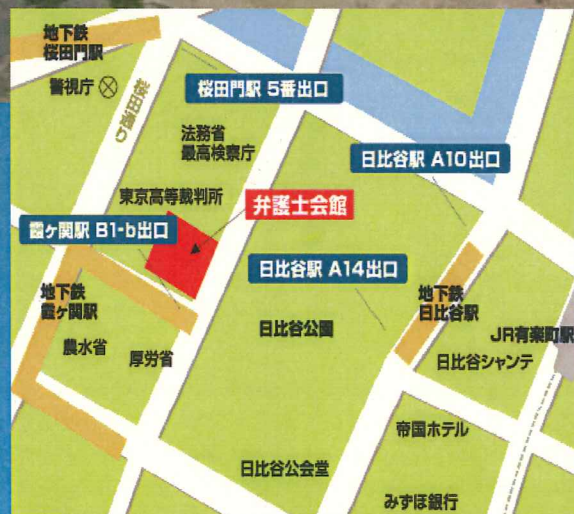 地下鉄
桜田門駅
警視庁
桜田通り
桜田門駅 5番出口
法務省
最高検察庁
日比谷駅 A10出口
東京高等裁判所
弁護士会館
霞ヶ関駅 B1-b出口
日比谷駅 A14出口
地下鉄
霞ヶ関駅
地下鉄
日比谷駅
日比谷公園
JR有楽町駅
農水省
厚労省
日比谷シャンテ
帝国ホテル
日比谷公会堂
みずほ銀行